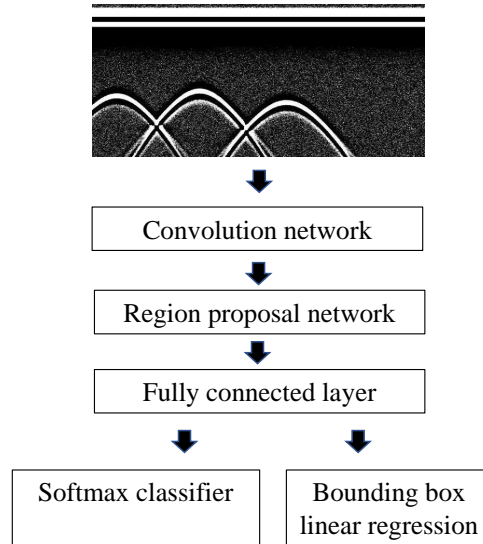 Convolution network
Region proposal network
Fully connected layer
Softmax classifier
Bounding box
linear regression